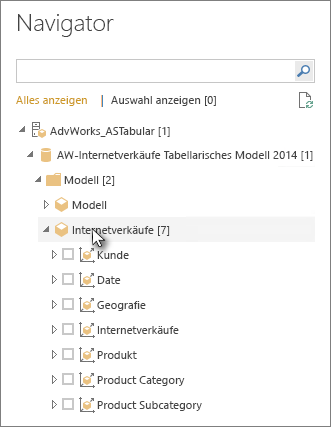 Navigator
Alles anzeigen | Auswahl anzeigen [0]
AdvWorks_ASTabular [1]
AW-Internetverkäufe Tabellarisches Modell 2014 [1]
Modell [2]
Modell
Internetverkäufe [7]
Kunde
Date
Geografie
Internetverkäufe
Produkt
Product Category
Product Subcategory